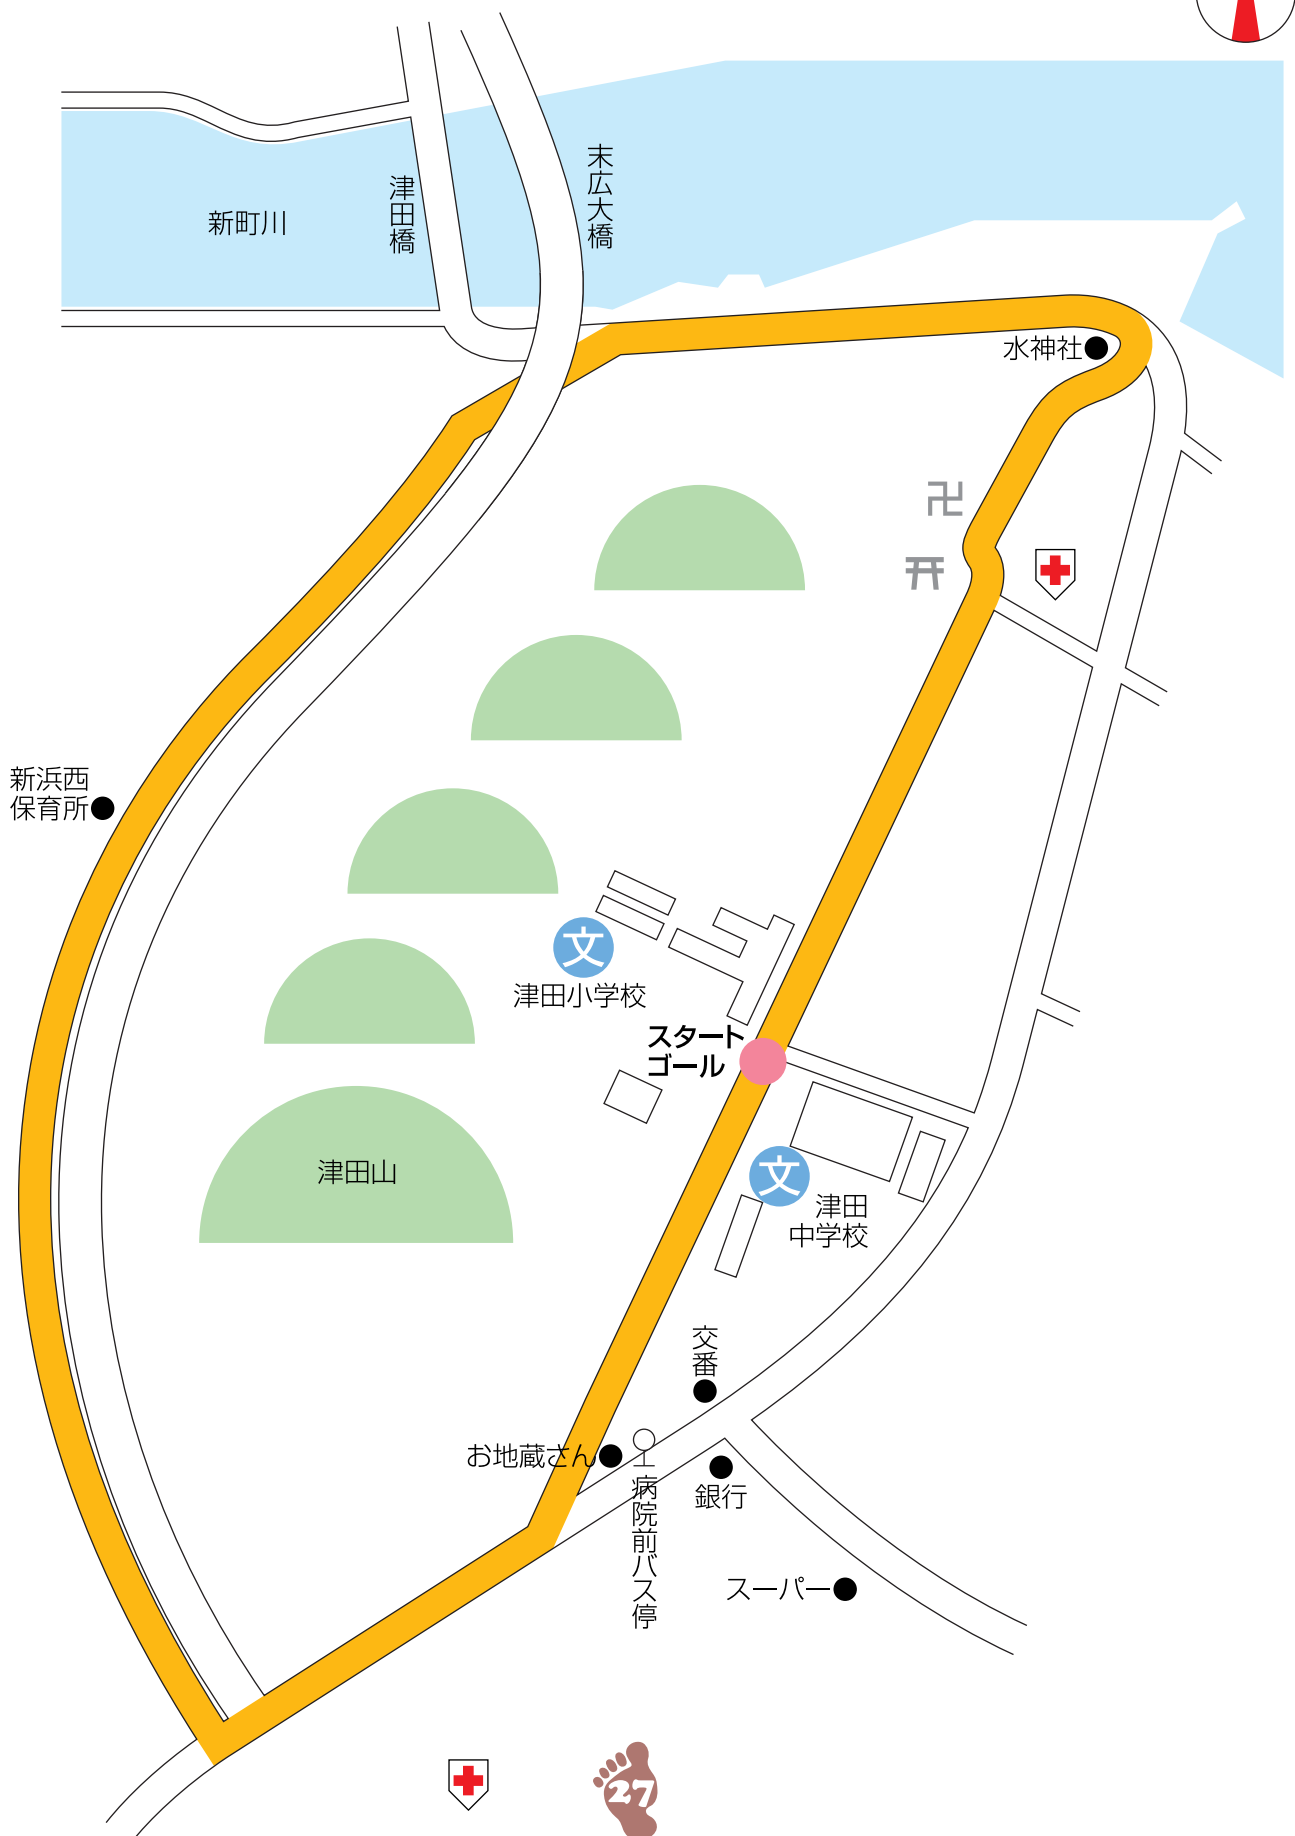 末広大橋
津田橋
新町川
水神社
卍
新浜西
保育所
文
津田小学校
スタート
ゴール
津田山
文
津田
中学校
交番
お地蔵さん
病院前バス停
銀行
スーパー
27